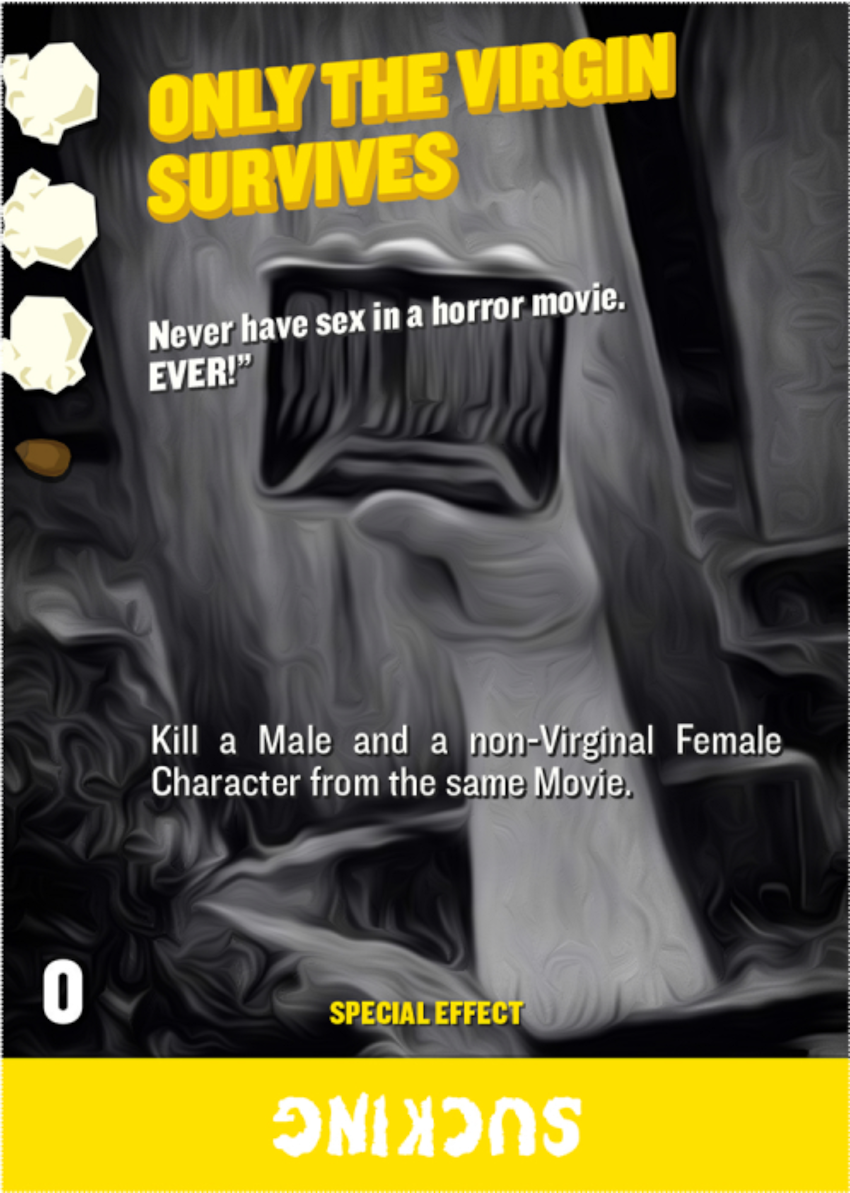 ONLY THE VIRGIN
SURVIVES
Never have sex in a horror movie.
EVER!”
Kill a Male and a non-Virginal Female
Character from the same Movie.
0
SPECIAL EFFECT
SUCKING